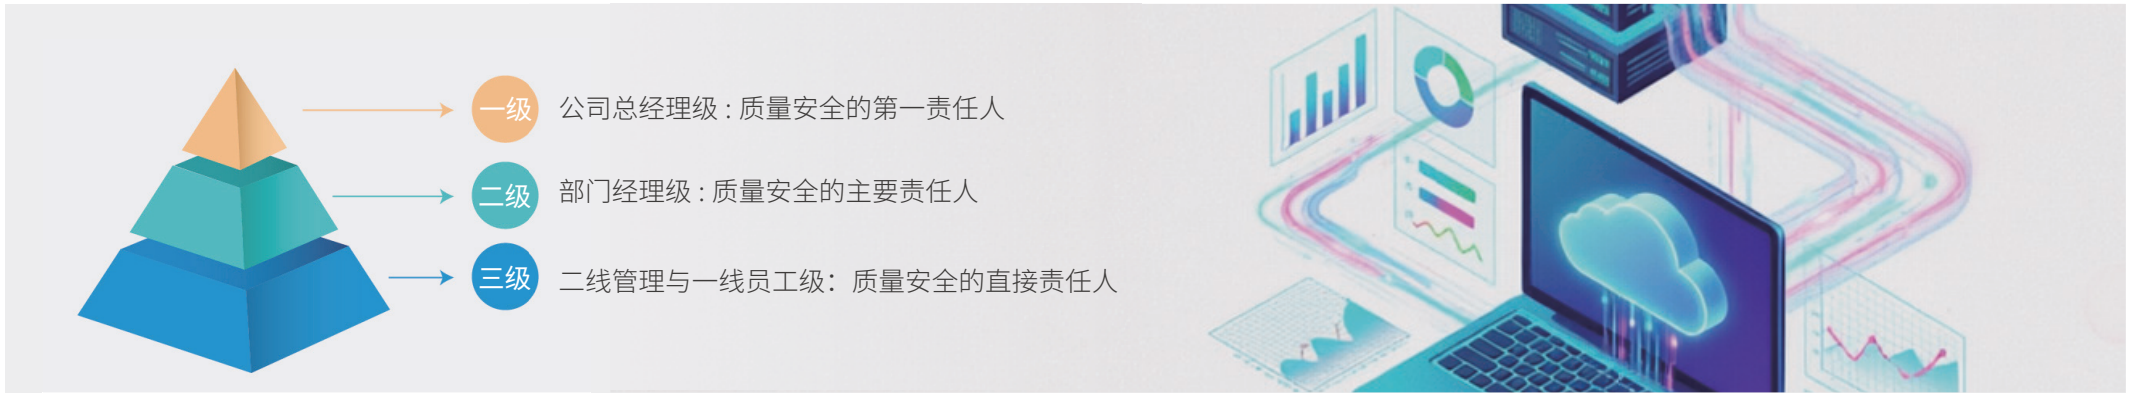 一级 公司总经理级 : 质量安全的第一责任人
二级 部门经理级 : 质量安全的主要责任人
三级 二线管理与一线员工级：质量安全的直接责任人